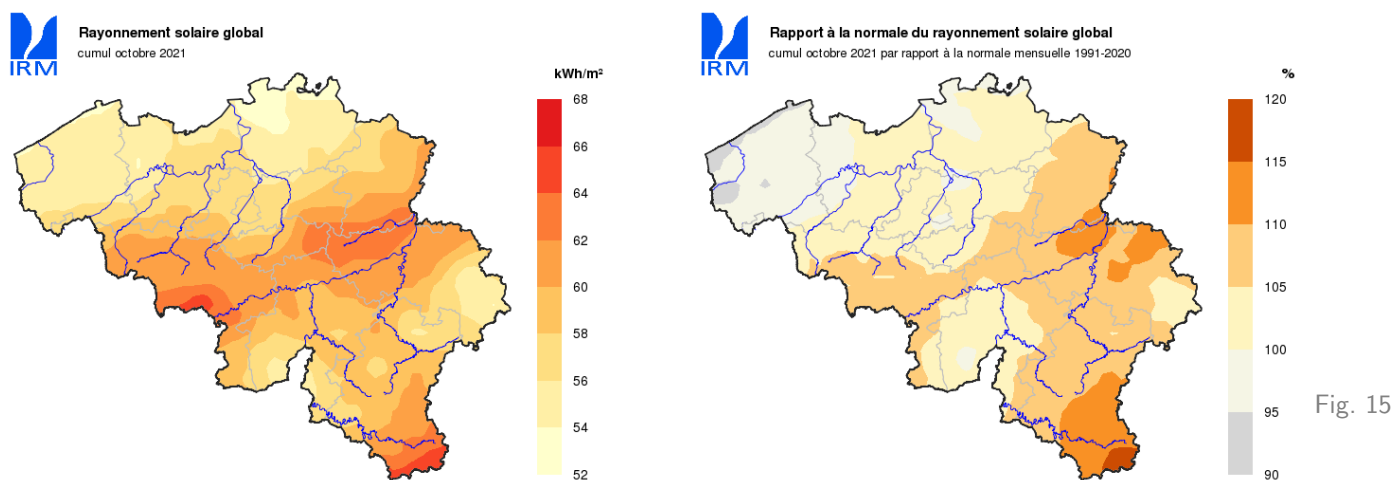 Rayonnement solaire global
cumul octobre 2021
IRM
kWh/m²
68
66
64
62
60
58
56
54
52
Rapport à la normale du rayonnement solaire global
cumul octobre 2021 par rapport à la normale mensuelle 1991-2020
IRM
%
120
115
110
105
100
95
90
Fig. 15